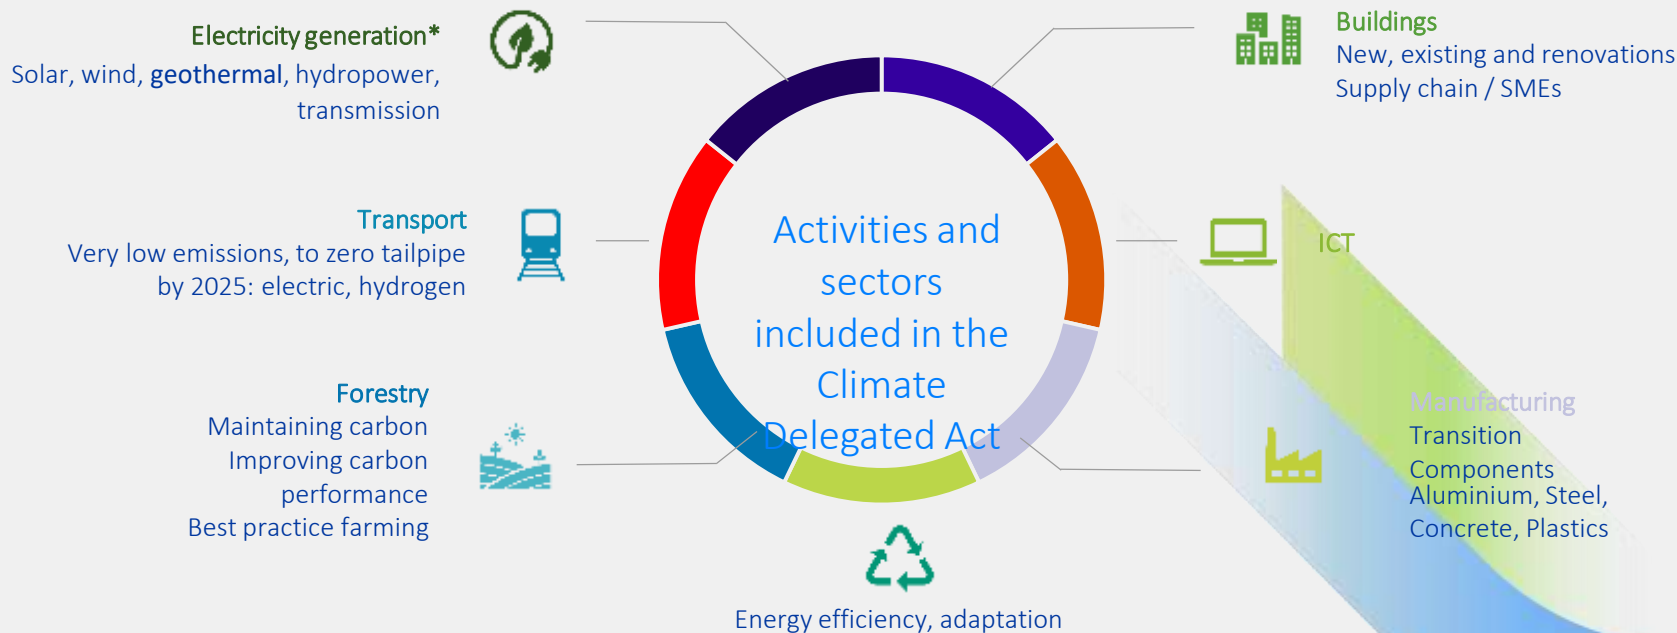 Electricity generation*
Solar, wind, geothermal, hydropower,
transmission
Buildings
New, existing and renovations
Supply chain / SMEs
Transport
Very low emissions, to zero tailpipe
by 2025: electric, hydrogen
Activities and
sectors
included in the
Climate
Delegated Act
ICT
Forestry
Maintaining carbon
Improving carbon
performance
Best practice farming
Manufacturing
Transition
Components
Aluminium, Steel,
Concrete, Plastics
Energy efficiency, adaptation